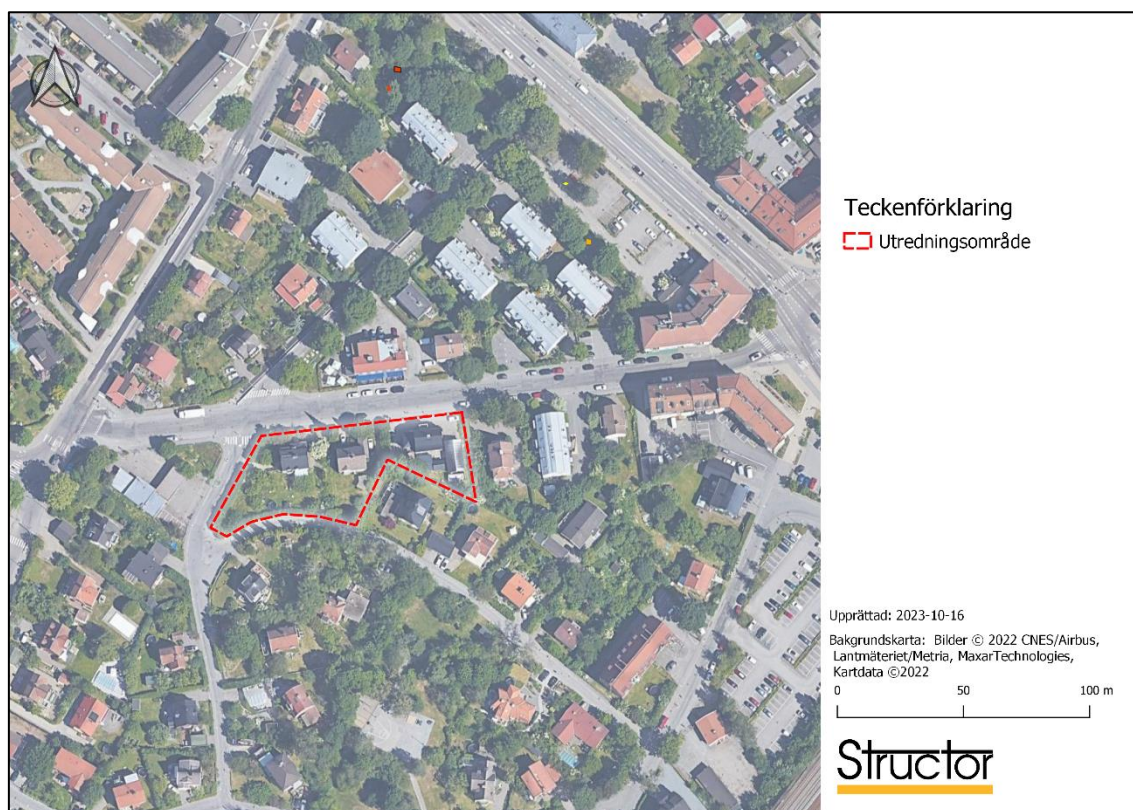 Teckenförklaring
Utredningsområde
Upprättad: 2023-10-16
Bakgrundskarta: Bilder © 2022 CNES/Airbus,
Lantmäteriet/Metria, MaxarTechnologies,
Kartdata ©2022
0 50 100 m
Structor